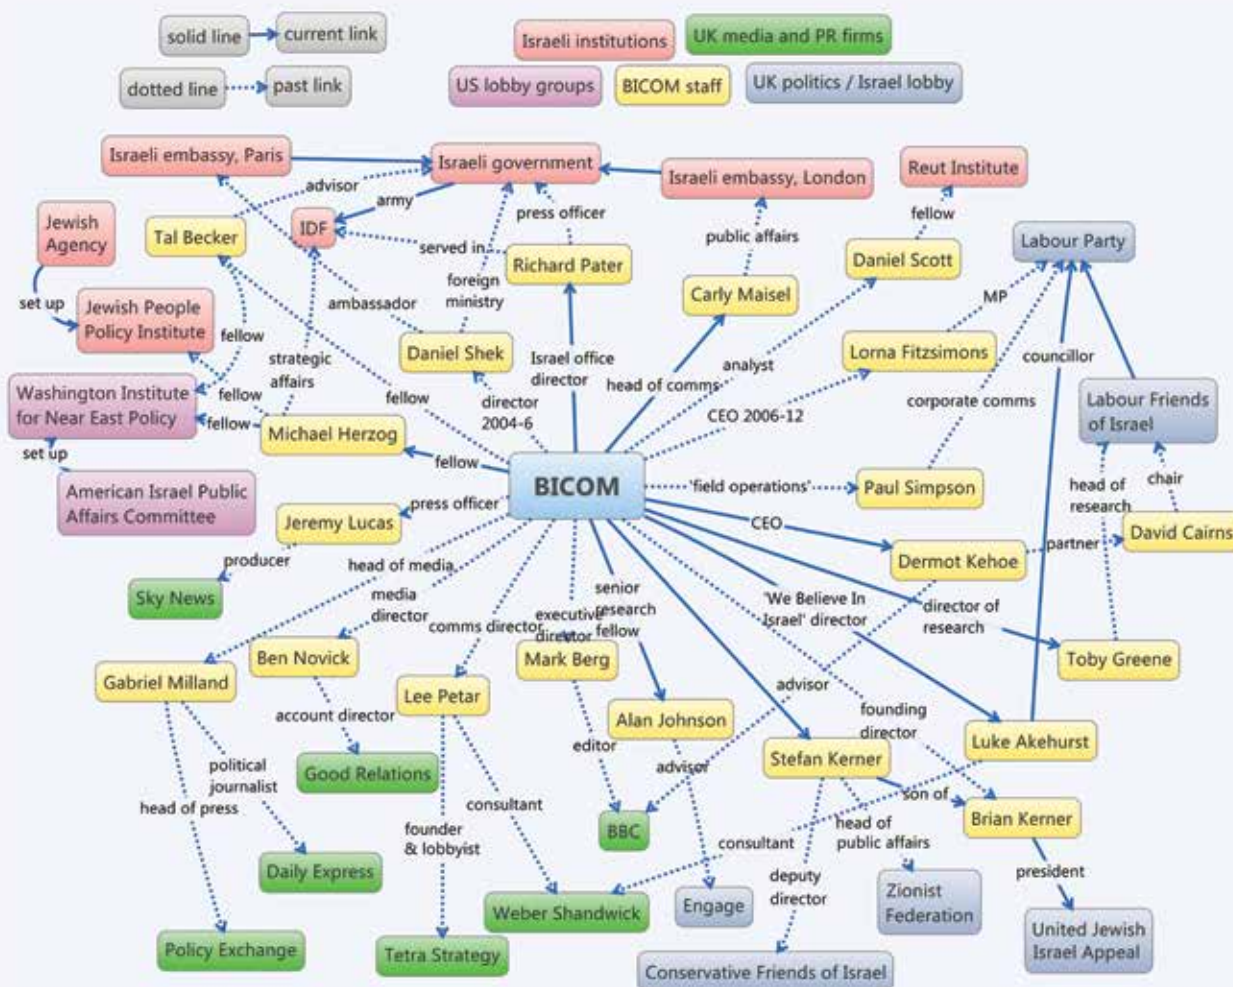 solid line
current link
Israeli institutions
UK media and PR firms
dotted line
past link
US lobby groups
BICOM staff
UK politics / Israel lobby
Israeli embassy, Paris
Israeli government
Israeli embassy, London
Reut Institute
advisor
army
press officer
fellow
Jewish
Agency
Tal Becker
IDF
served in
Richard Pater
public affairs
Daniel Scott
Labour Party
foreign
ministry
Carly Maisel
MP
set up
Jewish People
Policy Institute
ambassador
fellow
strategic
affairs
Daniel Shek
Israel office
director
head of comms
analyst
Lorna Fitzsimons
councillor
Washington Institute
for Near East Policy
fellow
fellow
fellow
director
2004-6
CEO 2006-12
corporate comms
Labour Friends
of Israel
Michael Herzog
set up
fellow
BICOM
'field operations'
Paul Simpson
head of
research
chair
American Israel Public
Affairs Committee
press officer
Jeremy Lucas
CEO
David Cairns
producer
head of media
Dermot Kehoe
partner
Sky News
media
director
comms director
executive
director
senior
research
fellow
'We Believe In
Israel' director
director of
research
Gabriel Milland
Ben Novick
Lee Petar
Mark Berg
Toby Greene
advisor
account director
Alan Johnson
founding
director
Luke Akehurst
political
journalist
Good Relations
editor
advisor
Stefan Kerner
head of press
consultant
son of
Brian Kerner
founder
& lobbyist
BBC
consultant
head of
public affairs
Daily Express
deputy
director
president
Weber Shandwick
Engage
Zionist
Federation
Policy Exchange
Tetra Strategy
Conservative Friends of Israel
United Jewish
Israel Appeal